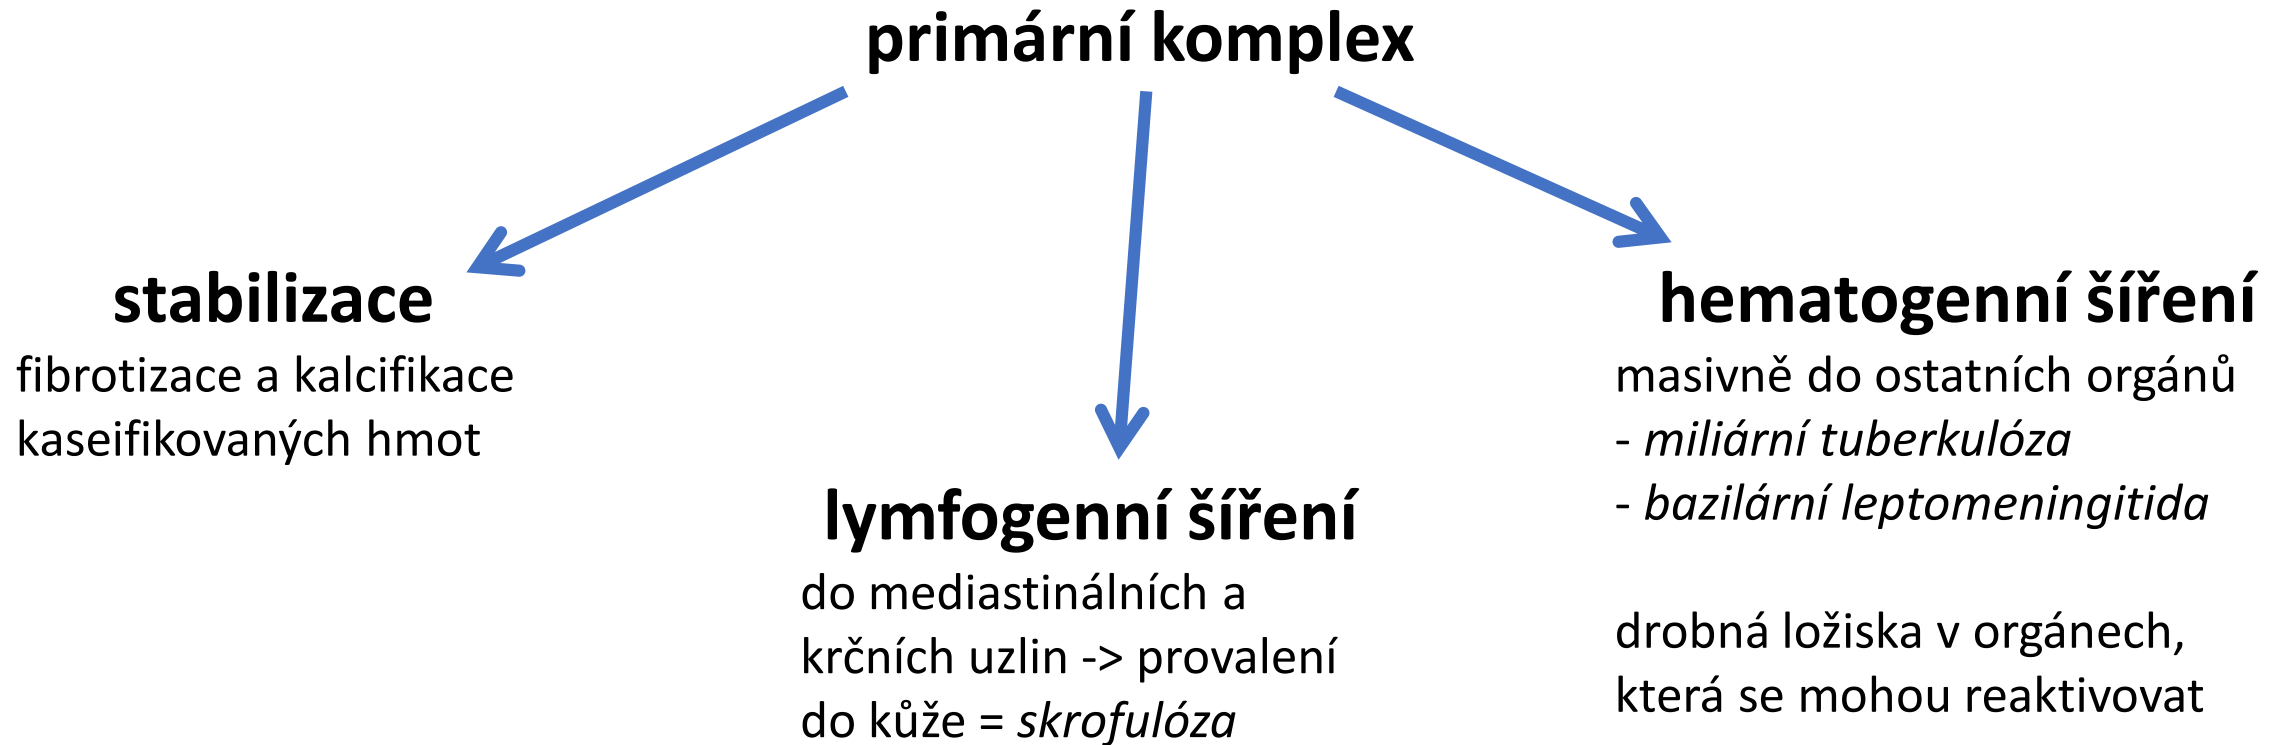 primární komplex
stabilizace
fibrotizace a kalcifikace
kaseifikovaných hmot
lymfogenní šíření
do mediastinálních a
krčních uzlin -> provalení
do kůže = skrofulóza
hematogenní šíření
masivně do ostatních orgánů
- miliární tuberkulóza
- bazilární leptomeningitida
drobná ložiska v orgánech,
která se mohou reaktivovat